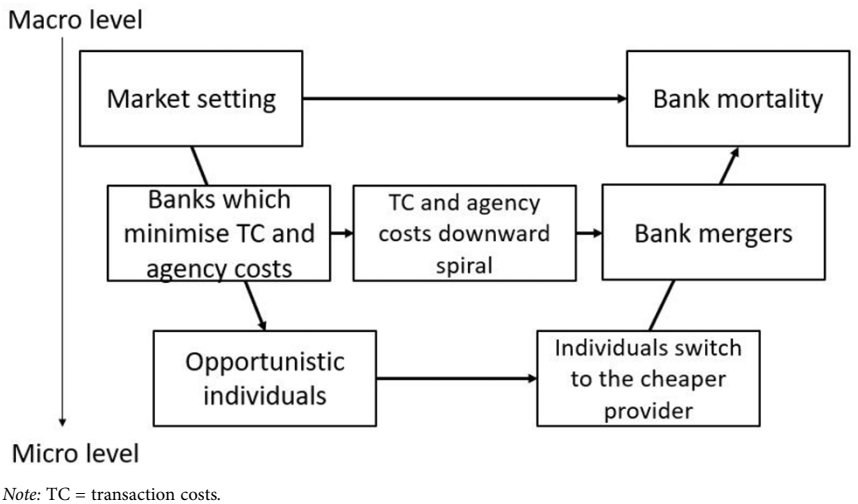 Macro level
Market setting
Bank mortality
Banks which
minimise TC and
agency costs
TC and agency
costs downward
spiral
Bank mergers
Opportunistic
individuals
Individuals switch
to the cheaper
provider
Micro level
Note: TC = transaction costs.